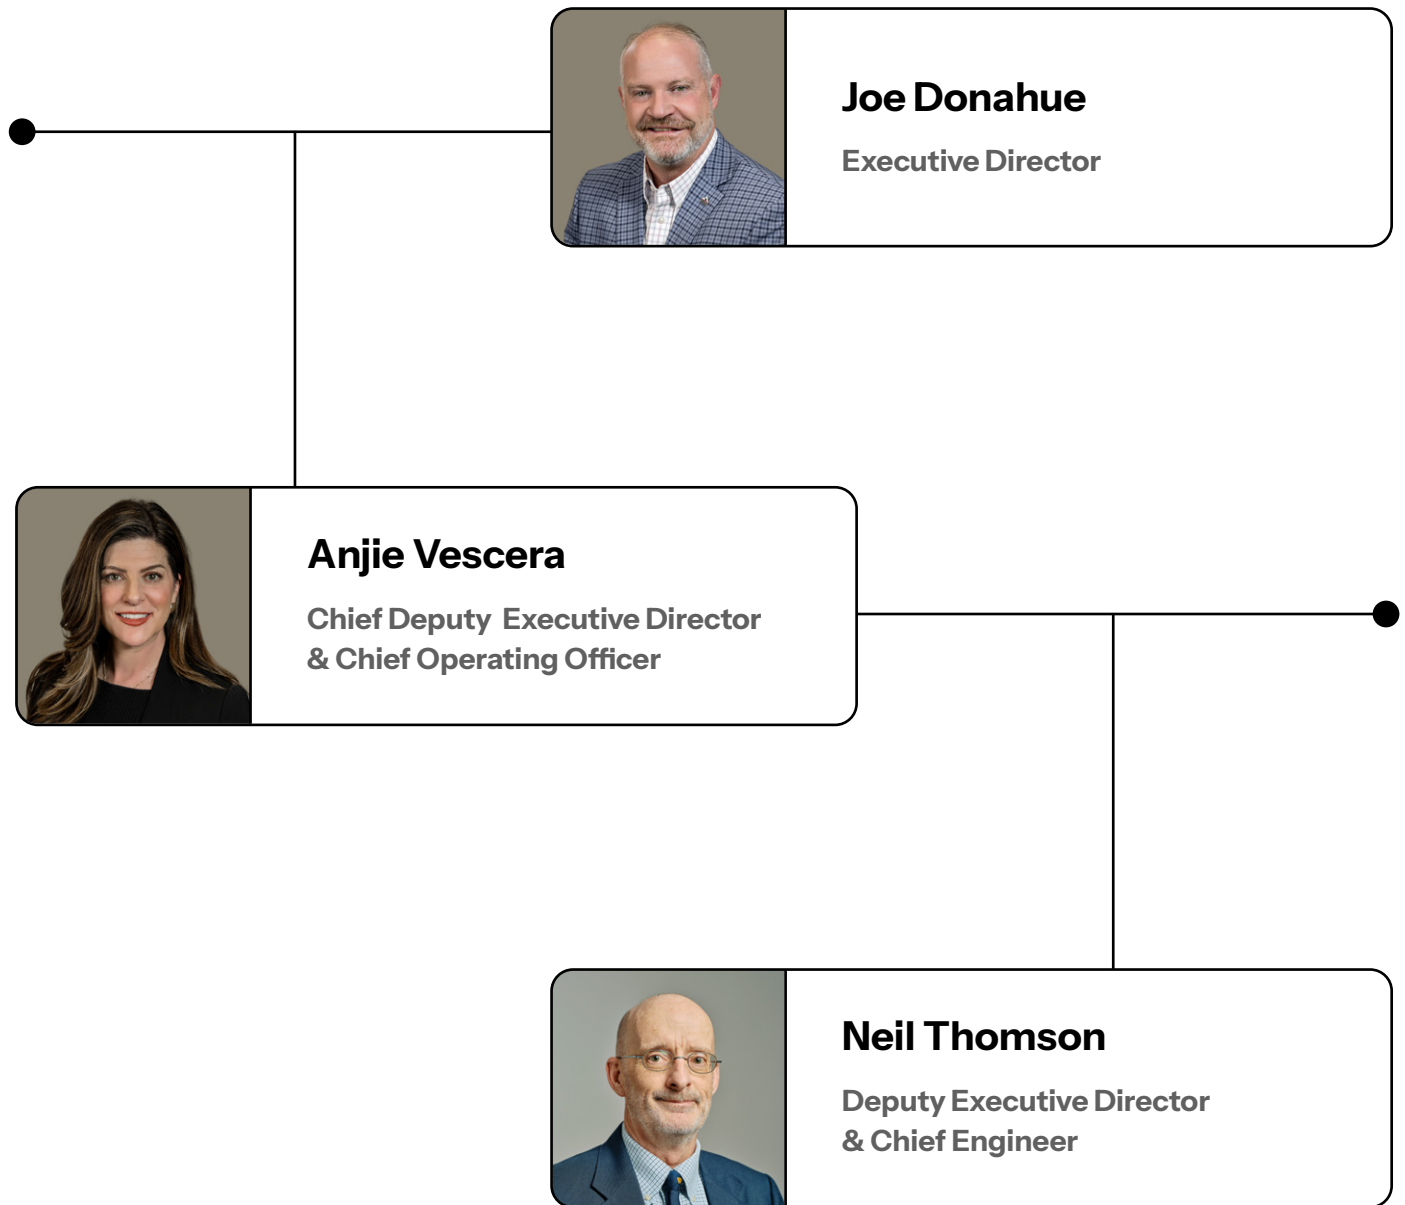 Joe Donahue
Executive Director
Anjie Vescera
Chief Deputy  Executive Director
& Chief Operating Officer
Neil Thomson
Deputy Executive Director
& Chief Engineer